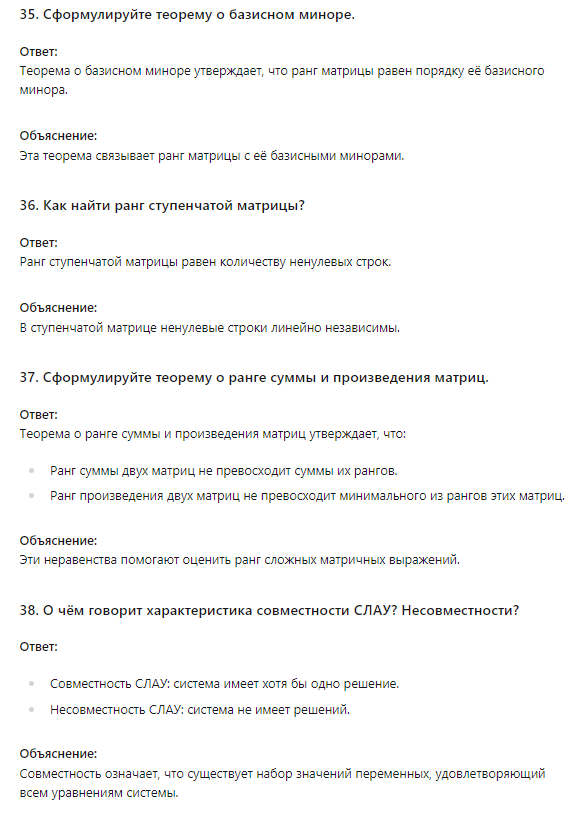 35. Сформулируйте теорему о базисном миноре.
Ответ:
Теорема о базисном миноре утверждает, что ранг матрицы равен порядку её базисного
минора.
Объяснение:
Эта теорема связывает ранг матрицы с её базисными минорами.
36. Как найти ранг ступенчатой матрицы?
Ответ:
Ранг ступенчатой матрицы равен количеству ненулевых строк.
Объяснение:
В ступенчатой матрице ненулевые строки линейно независимы.
37. Сформулируйте теорему о ранге суммы и произведения матриц.
Ответ:
Теорема о ранге суммы и произведения матриц утверждает, что:
Ранг суммы двух матриц не превосходит суммы их рангов.
Ранг произведения двух матриц не превосходит минимального из рангов этих матриц.
Объяснение:
Эти неравенства помогают оценить ранг сложных матричных выражений.
38. О чём говорит характеристика совместности СЛАУ? Несовместности?
Ответ:
Совместность СЛАУ: система имеет хотя бы одно решение.
Несовместность СЛАУ: система не имеет решений.
Объяснение:
Совместность означает, что существует набор значений переменных, удовлетворяющий
всем уравнениям системы.